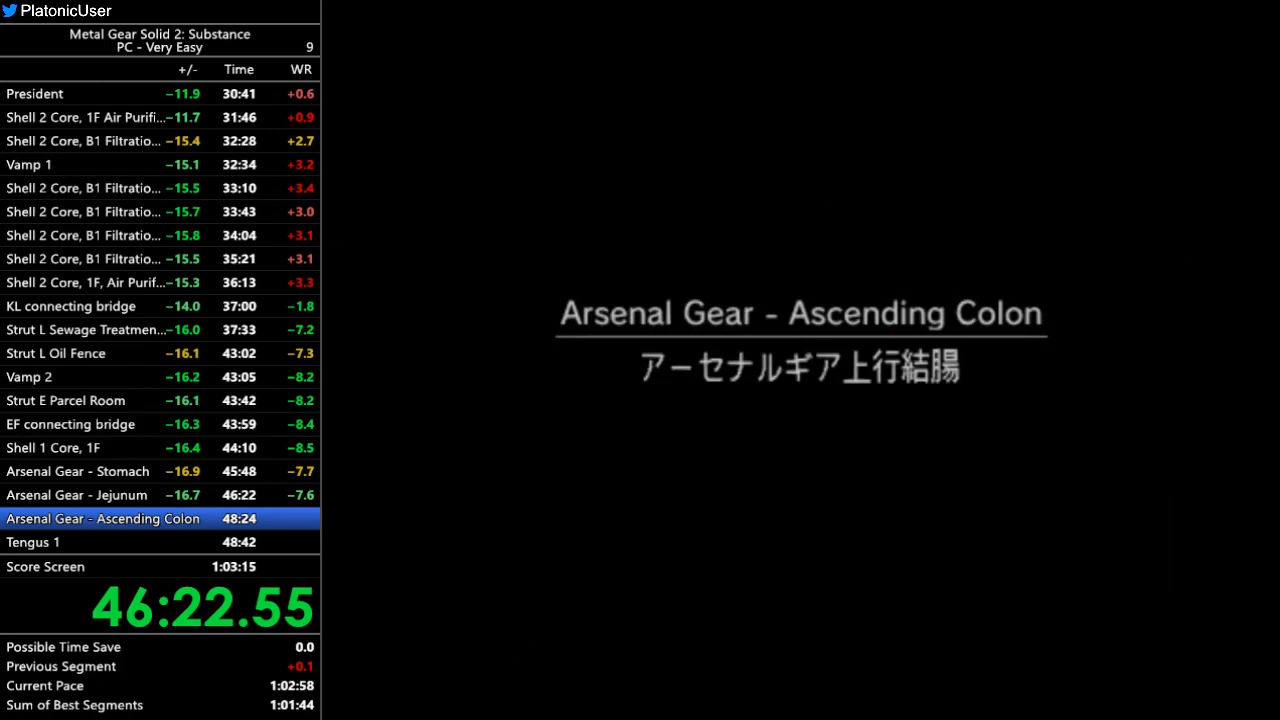 PlatonicUser
Metal Gear Solid 2: Substance
PC - Very Easy 9
+/- Time WR
President −11.9 30:41 +0.6
Shell 2 Core, 1F Air Purifi... −11.7 31:46 +0.9
Shell 2 Core, B1 Filtratio... −15.4 32:28 +2.7
Vamp 1 −15.1 32:34 +3.2
Shell 2 Core, B1 Filtratio... −15.5 33:10 +3.4
Shell 2 Core, B1 Filtratio... −15.7 33:43 +3.0
Shell 2 Core, B1 Filtratio... −15.8 34:04 +3.1
Shell 2 Core, B1 Filtratio... −15.5 35:21 +3.1
Shell 2 Core, 1F, Air Purif... −15.3 36:13 +3.3
KL connecting bridge −14.0 37:00 −1.8
Strut L Sewage Treatmen... −16.0 37:33 −7.2
Strut L Oil Fence −16.1 43:02 −7.3
Vamp 2 −16.2 43:05 −8.2
Strut E Parcel Room −16.1 43:42 −8.2
EF connecting bridge −16.3 43:59 −8.4
Shell 1 Core, 1F −16.4 44:10 −8.5
Arsenal Gear - Stomach −16.9 45:48 −7.7
Arsenal Gear - Jejunum −16.7 46:22 −7.6
Arsenal Gear - Ascending Colon 48:24
Tengus 1 48:42
Score Screen 1:03:15
46:22.55
Possible Time Save 0.0
Previous Segment +0.1
Current Pace 1:02:58
Sum of Best Segments 1:01:44
Arsenal Gear - Ascending Colon
アーセナルギア上行結腸